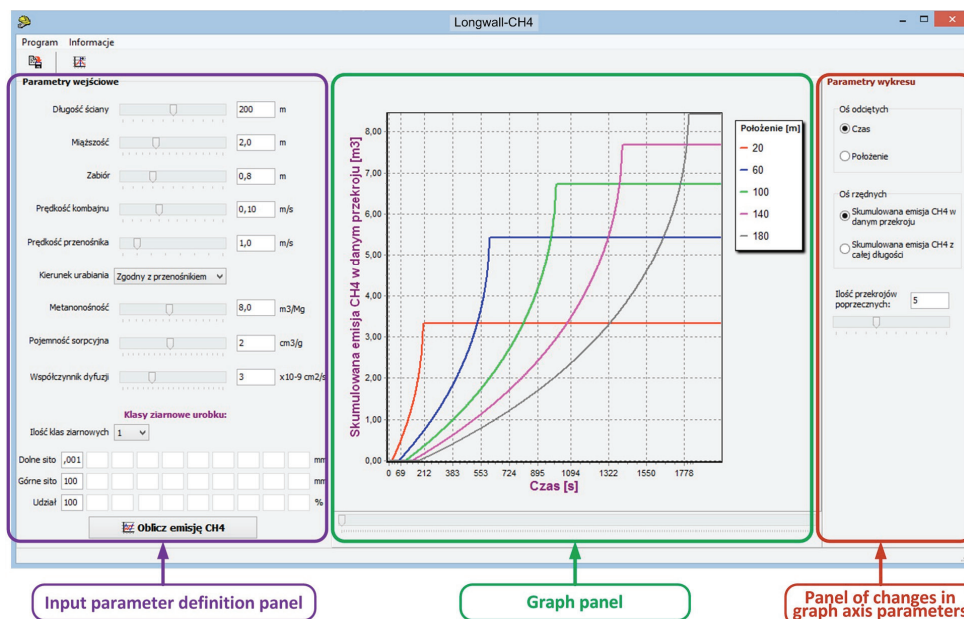 Longwall-CH4
Program Informacje
Parametry wejściowe
Długość ściany 200 m
Miąższość 2,0 m
Zabiór 0,8 m
Prędkość kombajnu 0,10 m/s
Prędkość przenośnika 1,0 m/s
Kierunek urabiania Zgodny z przenośnikiem
Metanonośność 8,0 m3/Mg
Pojemność sorpcyjna 2 cm3/g
Współczynnik dyfuzji 3 x10-9 cm2/s
Klasy ziarnowe urobku:
Ilość klas ziarnowych 1
Dolne sito ,001 mm
Górne sito 100 mm
Udział 100 %
Oblicz emisję CH4
Skumulowana emisja CH4 w danym przekroju [m3]
8,00
7,00
6,00
5,00
4,00
3,00
2,00
1,00
0,00
0 69 212 383 553 724 895 1094 1322 1550 1778
Czas [s]
Położenie [m]
20
60
100
140
180
Parametry wykresu
Oś odciętych
Czas
Położenie
Oś rzędnych
Skumulowana emisja CH4 w
danym przekroju
Skumulowana emisja CH4 z
całej długości
Ilość przekrojów
poprzecznych: 5
Input parameter definition panel
Graph panel
Panel of changes in
graph axis parameters